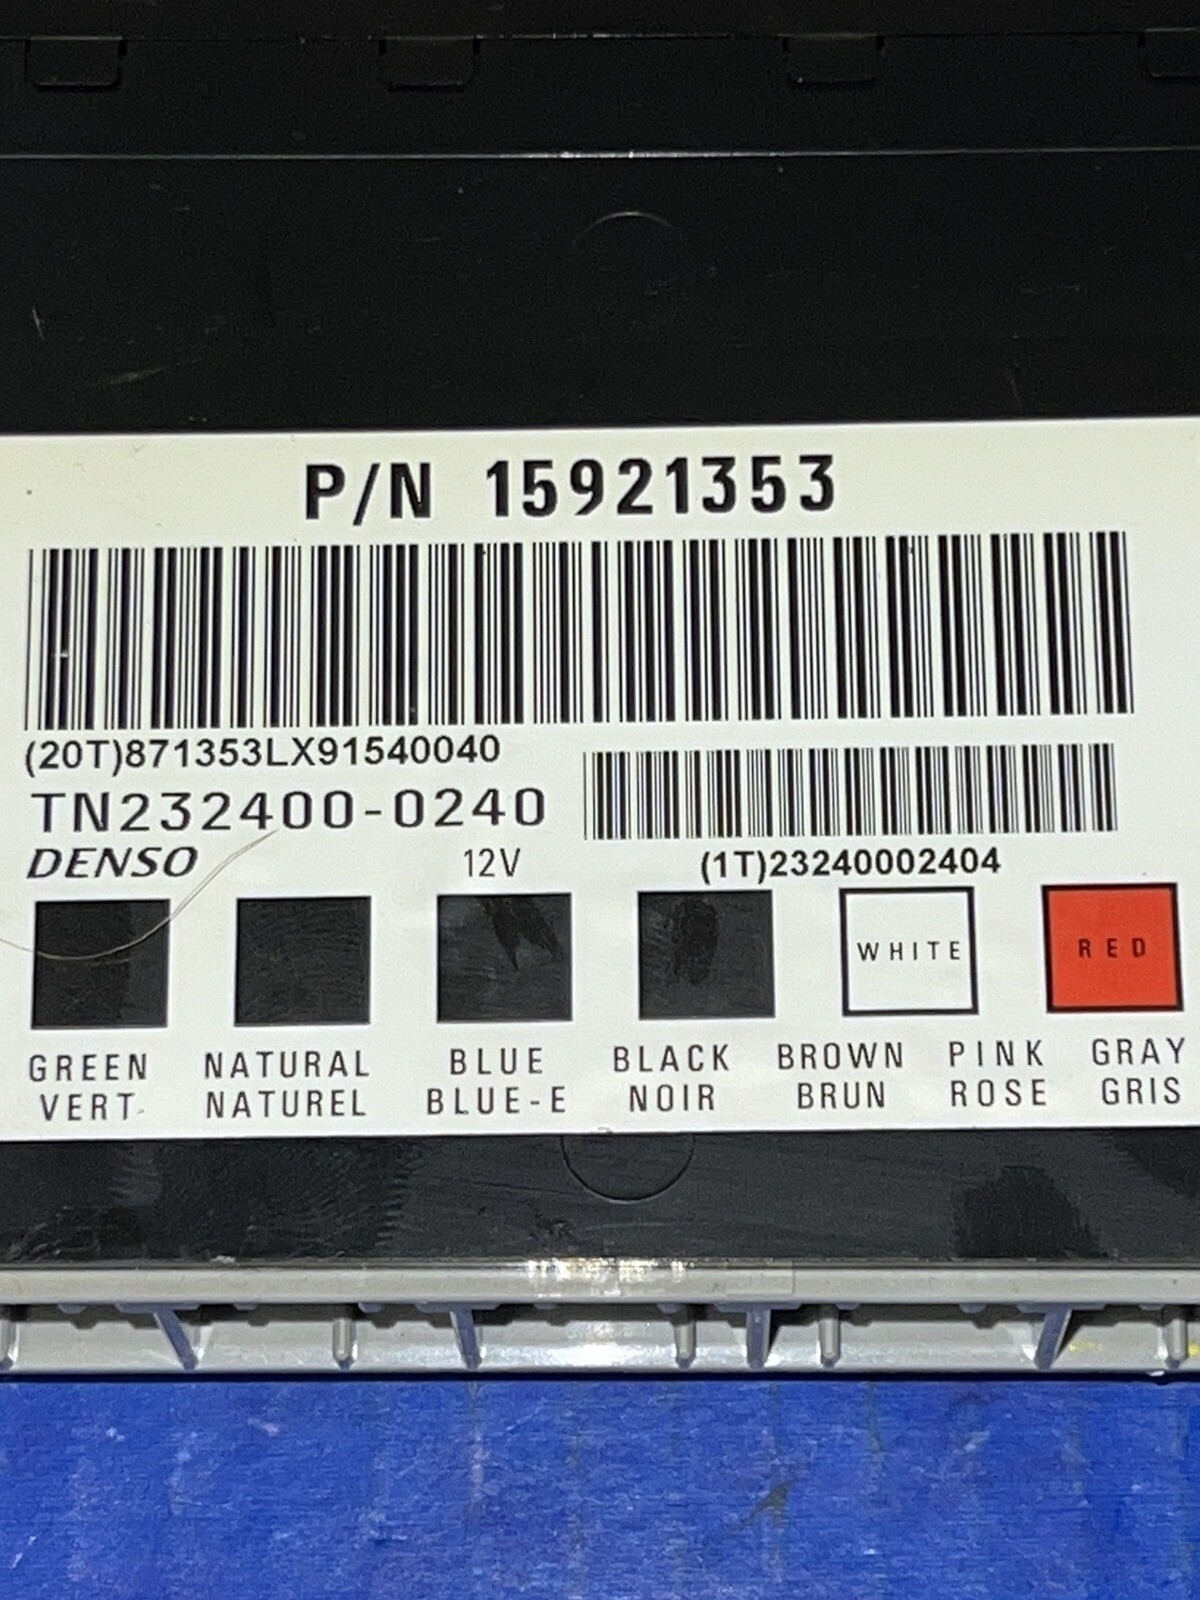 P/N 15921353
(20T)871353LX91540040
TN232400-0240
DENSO 12V (1T)23240002404
WHITE RED
GREEN NATURAL BLUE BLACK BROWN PINK GRAY
VERT NATUREL BLUE-E NOIR BRUN ROSE GRIS